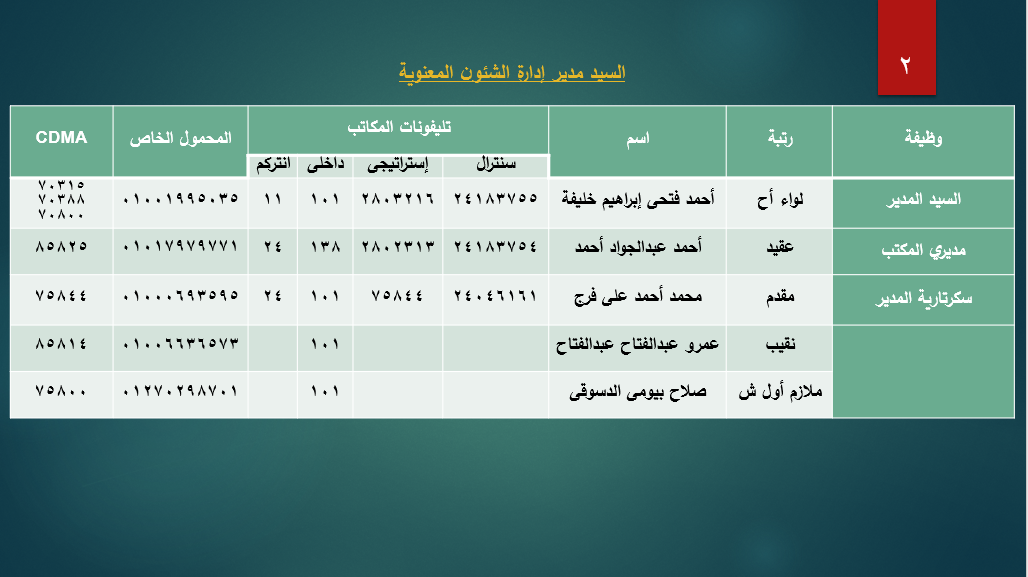 ٢
السيد مدير إدارة الشئون المعنوية
وظيفة رتبة اسم تليفونات المكاتب المحمول الخاص CDMA
سنترال إستراتيجى داخلى انتركم
السيد المدير لواء أح أحمد فتحى إبراهيم خليفة ٢٤١٨٣٧٥٥ ٢٨٠٣٢١٦ ١٠١ ١١ ٠١٠٠١٩٩٥٠٣٥ ٧٠٣١٥
٧٠٣٨٨
٧٠٨٠٠
مديري المكتب عقيد أحمد عبدالجواد أحمد ٢٤١٨٣٧٥٤ ٢٨٠٢٣١٣ ١٣٨ ٢٤ ٠١٠١٧٩٧٩٧٧١ ٨٥٨٢٥
سكرتارية المدير مقدم محمد أحمد على فرج ٢٤٠٤٦١٦١ ٧٥٨٤٤ ١٠١ ٢٤ ٠١٠٠٠٦٩٣٥٩٥ ٧٥٨٤٤
نقيب عمرو عبدالفتاح عبدالفتاح ١٠١ ٠١٠٠٦٦٣٦٥٧٣ ٨٥٨١٤
ملازم أول ش صلاح بيومى الدسوقى ١٠١ ٠١٢٧٠٢٩٨٧٠١ ٧٥٨٠٠